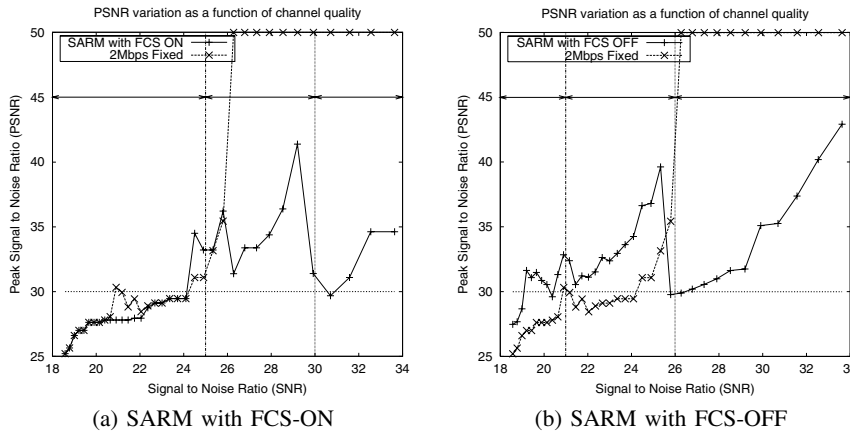 PSNR variation as a function of channel quality
50
45
40
35
30
25
SARM with FCS ON
2Mbps Fixed
Peak Signal to Noise Ratio (PSNR)
18 20 22 24 26 28 30 32 34
Signal to Noise Ratio (SNR)
(a) SARM with FCS-ON
PSNR variation as a function of channel quality
50
45
40
35
30
25
SARM with FCS OFF
2Mbps Fixed
Peak Signal to Noise Ratio (PSNR)
18 20 22 24 26 28 30 32 3
Signal to Noise Ratio (SNR)
(b) SARM with FCS-OFF